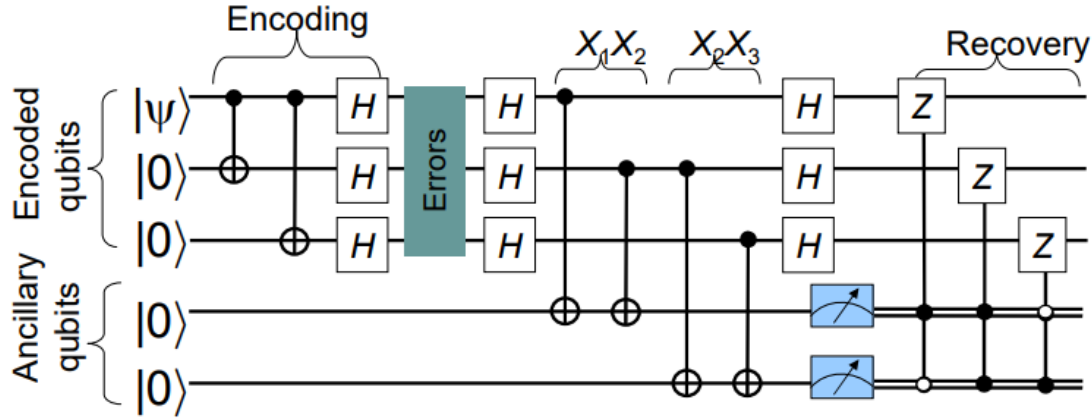 Encoding
X₁X₂
X₂X₃
Recovery
Encoded
qubits
|ψ⟩
H
H
H
Z
|0⟩
H
H
H
Z
|0⟩
H
H
H
Z
Errors
Ancillary
qubits
|0⟩
|0⟩